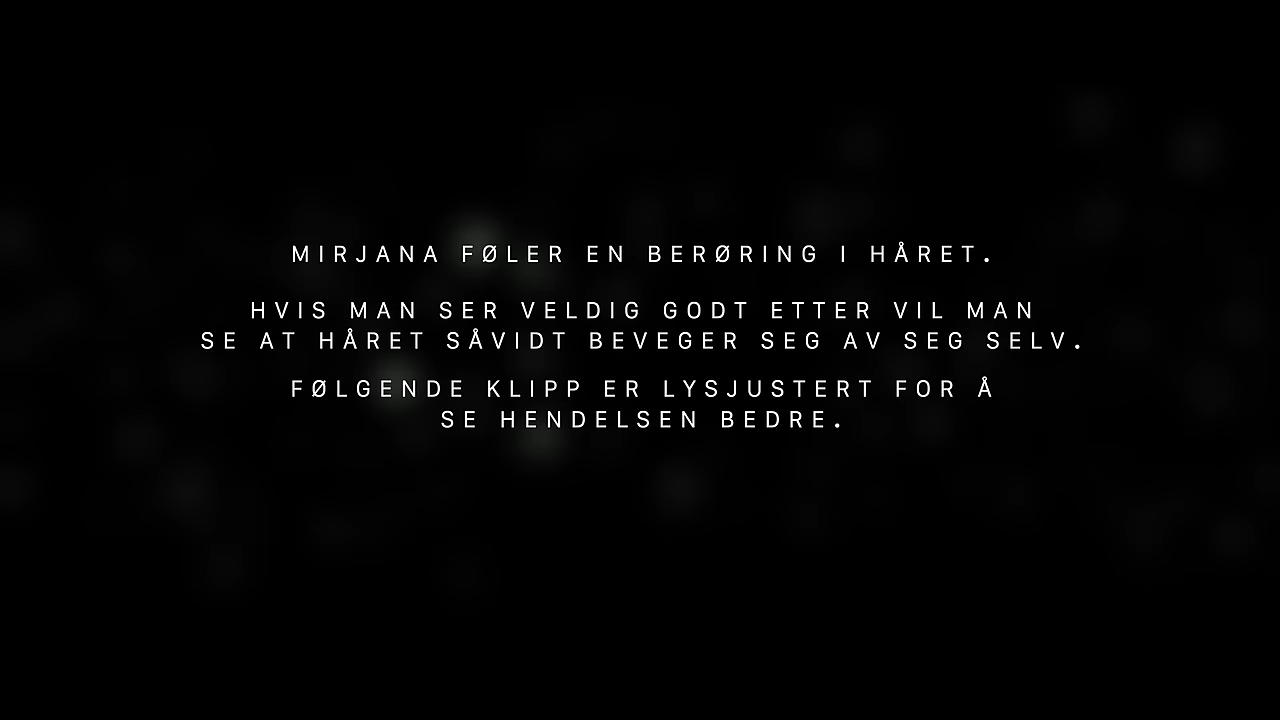 MIRJANA FØLER EN BERØRING I HÅRET.
HVIS MAN SER VELDIG GODT ETTER VIL MAN
SE AT HÅRET SÅVIDT BEVEGER SEG AV SEG SELV.
FØLGENDE KLIPP ER LYSJUSTERT FOR Å
SE HENDELSEN BEDRE.